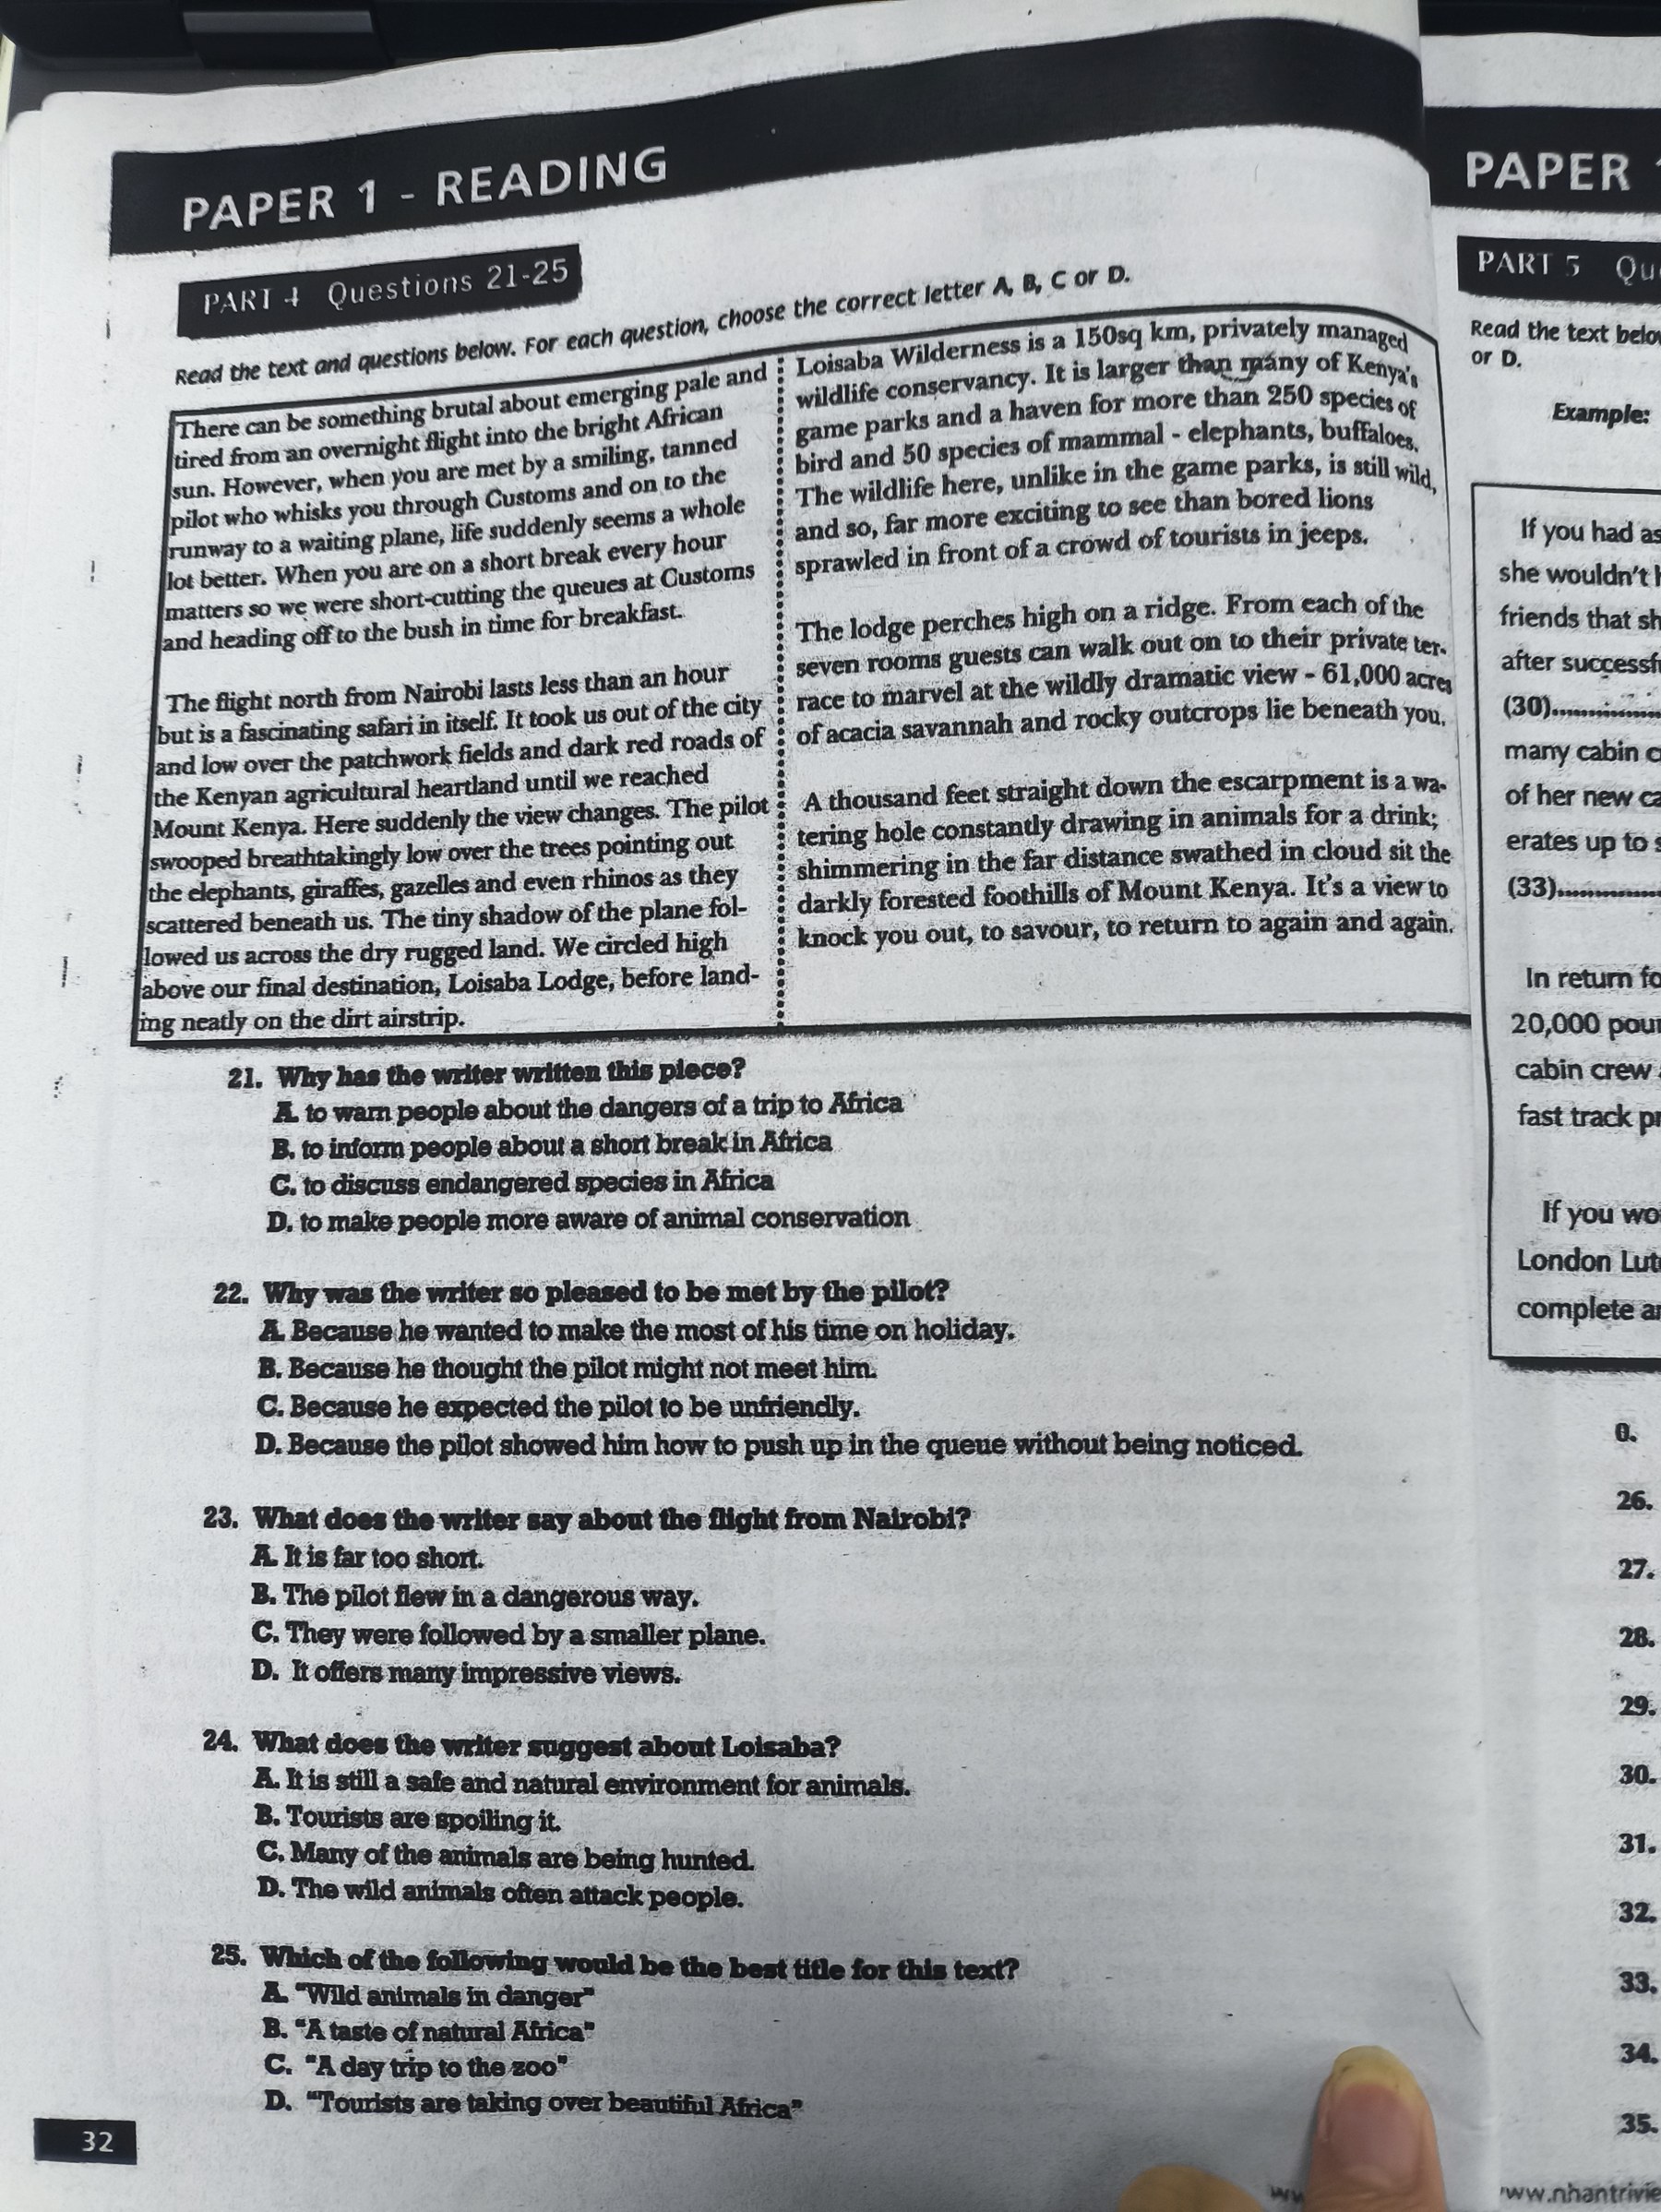 PAPER 1 - READING
PART 4 Questions 21-25
Read the text and questions below. For each question, choose the correct letter A, B, C or D.
There can be something brutal about emerging pale and
tired from an overnight flight into the bright African
sun. However, when you are met by a smiling, tanned
pilot who whisks you through Customs and on to the
runway to a waiting plane, life suddenly seems a whole
lot better. When you are on a short break every hour
matters so we were short-cutting the queues at Customs
and heading off to the bush in time for breakfast.
The flight north from Nairobi lasts less than an hour
but is a fascinating safari in itself. It took us out of the city
and low over the patchwork fields and dark red roads of
the Kenyan agricultural heartland until we reached
Mount Kenya. Here suddenly the view changes. The pilot
swooped breathtakingly low over the trees pointing out
the elephants, giraffes, gazelles and even rhinos as they
scattered beneath us. The tiny shadow of the plane fol-
lowed us across the dry rugged land. We circled high
above our final destination, Loisaba Lodge, before land-
ing neatly on the dirt airstrip.
Loisaba Wilderness is a 150sq km, privately managed
wildlife conservancy. It is larger than many of Kenya's
game parks and a haven for more than 250 species of
bird and 50 species of mammal - elephants, buffaloes.
The wildlife here, unlike in the game parks, is still wild,
and so, far more exciting to see than bored lions
sprawled in front of a crowd of tourists in jeeps.
The lodge perches high on a ridge. From each of the
seven rooms guests can walk out on to their private ter-
race to marvel at the wildly dramatic view - 61,000 acres
of acacia savannah and rocky outcrops lie beneath you.
A thousand feet straight down the escarpment is a wa-
tering hole constantly drawing in animals for a drink;
shimmering in the far distance swathed in cloud sit the
darkly forested foothills of Mount Kenya. It's a view to
knock you out, to savour, to return to again and again.
21. Why has the writer written this piece?
A. to warn people about the dangers of a trip to Africa
B. to inform people about a short break in Africa
C. to discuss endangered species in Africa
D. to make people more aware of animal conservation
22. Why was the writer so pleased to be met by the pilot?
A. Because he wanted to make the most of his time on holiday.
B. Because he thought the pilot might not meet him.
C. Because he expected the pilot to be unfriendly.
D. Because the pilot showed him how to push up in the queue without being noticed.
23. What does the writer say about the flight from Nairobi?
A. It is far too short.
B. The pilot flew in a dangerous way.
C. They were followed by a smaller plane.
D. It offers many impressive views.
24. What does the writer suggest about Loisaba?
A. It is still a safe and natural environment for animals.
B. Tourists are spoiling it.
C. Many of the animals are being hunted.
D. The wild animals often attack people.
25. Which of the following would be the best title for this text?
A. "Wild animals in danger"
B. "A taste of natural Africa"
C. "A day trip to the zoo"
D. "Tourists are taking over beautiful Africa"
32
PAPER
PART 5
Read the text
or D.
Example:
If you had as
she wouldn't
friends that
after
(30)
many cabin
of her new
erates up to
(33)
In return
20,000
cabin crew
fast track
If you
London
complete
0.
26.
27.
28.
29.
30.
31.
32.
33.
34.
35.